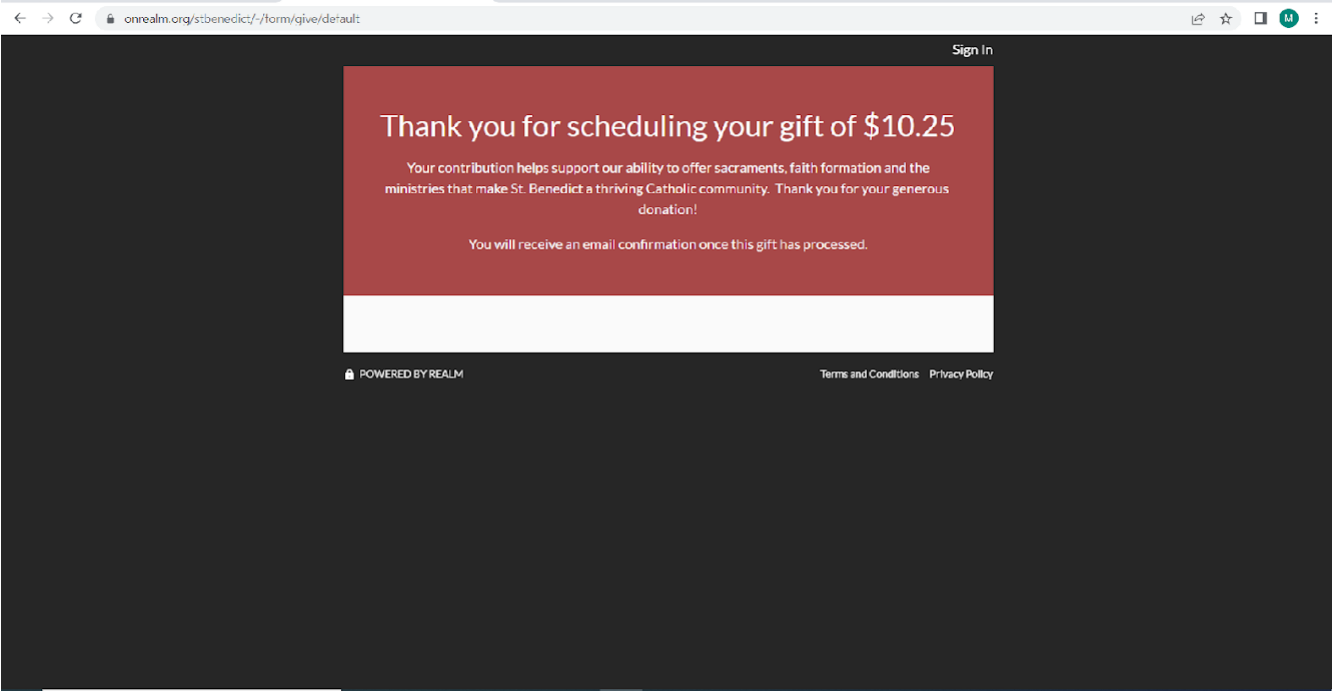 onrealm.org/stbenedict/-/form/give/default
M
Sign In
Thank you for scheduling your gift of $10.25
Your contribution helps support our ability to offer sacraments, faith formation and the
ministries that make St. Benedict a thriving Catholic community. Thank you for your generous
donation!
You will receive an email confirmation once this gift has processed.
POWERED BY REALM
Terms and Conditions Privacy Policy